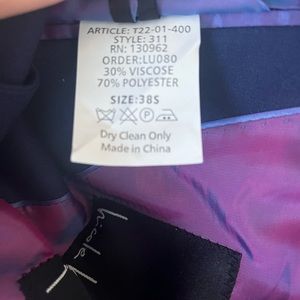 ARTICLE: T22-01-400
STYLE: 311
RN: 130962
ORDER:LU080
30% VISCOSE
70% POLYESTER
SIZE:38S
Dry Clean Only
Made in China